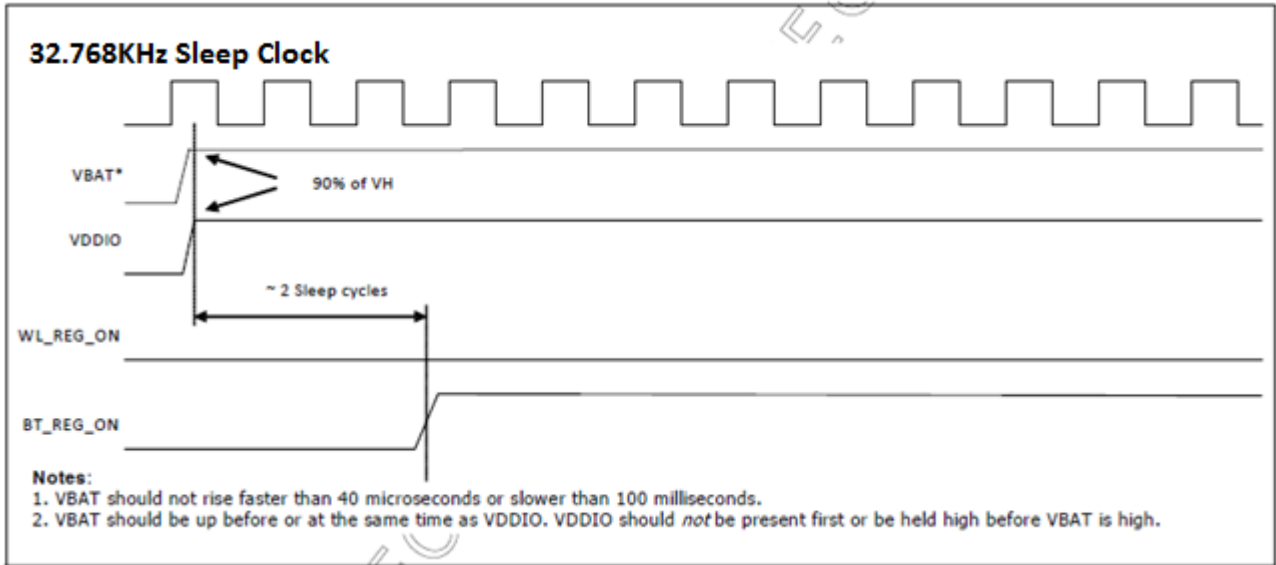 32.768KHz Sleep Clock
VBAT*
90% of VH
VDDIO
~ 2 Sleep cycles
WL_REG_ON
BT_REG_ON
Notes:
1. VBAT should not rise faster than 40 microseconds or slower than 100 milliseconds.
2. VBAT should be up before or at the same time as VDDIO. VDDIO should not be present first or be held high before VBAT is high.